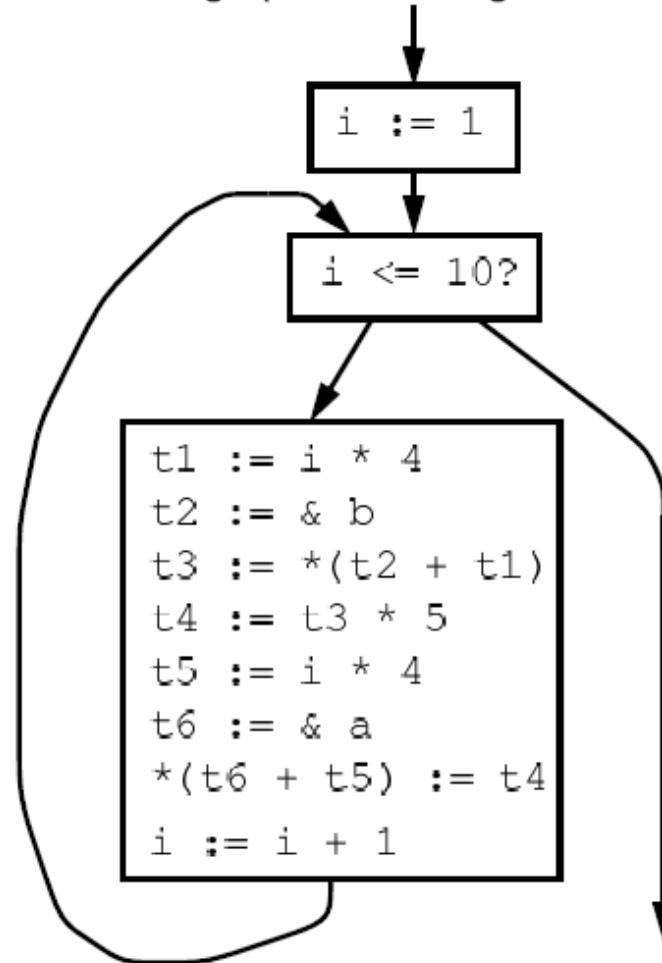 i := 1
i <= 10?
t1 := i * 4
t2 := & b
t3 := *(t2 + t1)
t4 := t3 * 5
t5 := i * 4
t6 := & a
*(t6 + t5) := t4
i := i + 1